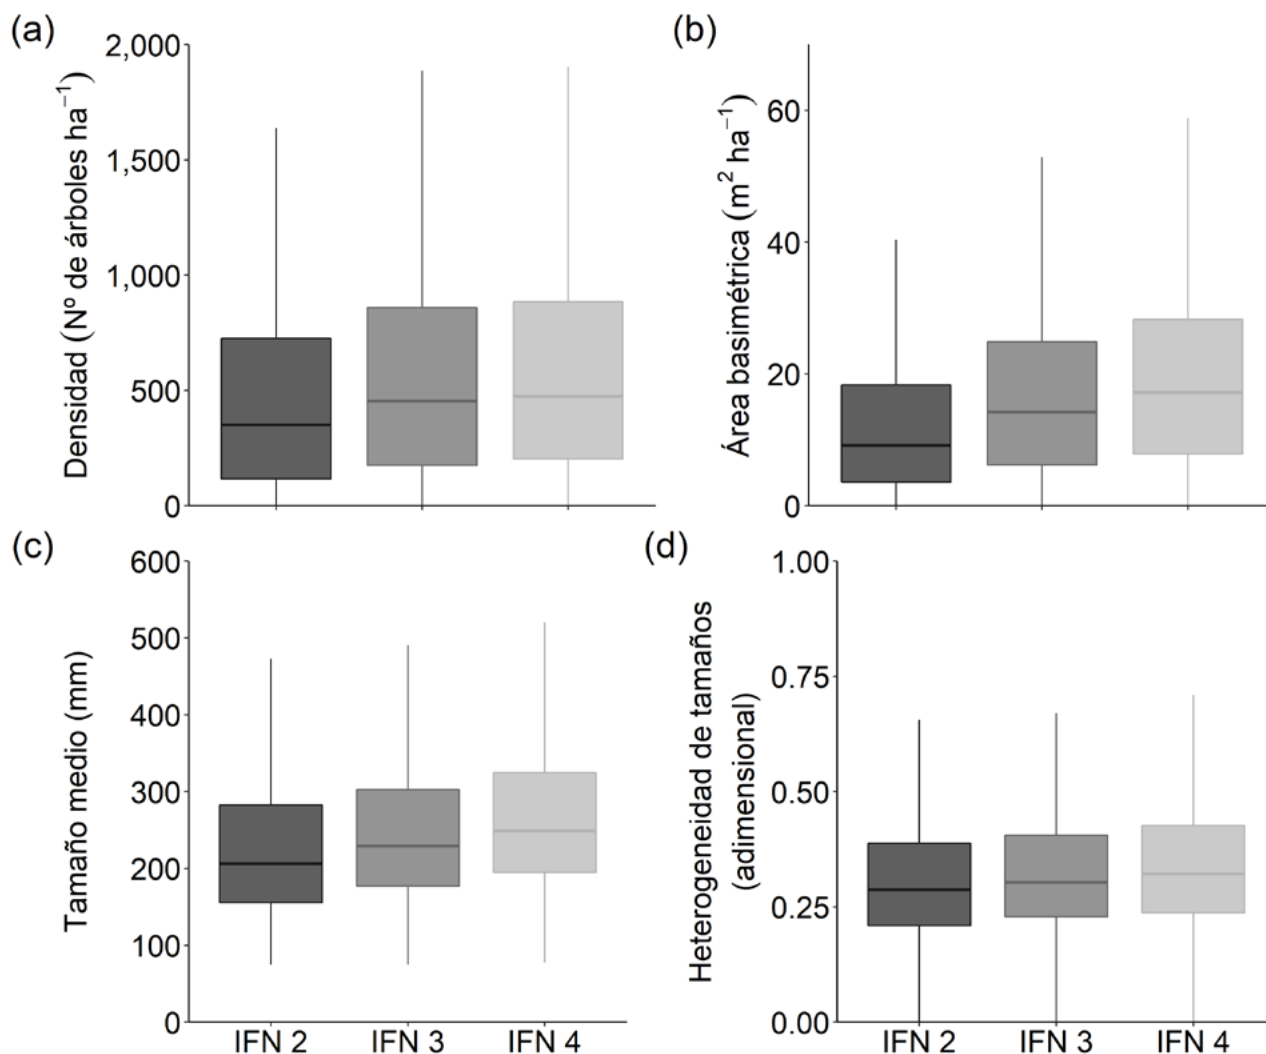 (a)
Densidad (Nº de árboles ha⁻¹)
2,000
1,500
1,000
500
0
(b)
Área basimétrica (m² ha⁻¹)
60
40
20
0
(c)
Tamaño medio (mm)
600
500
400
300
200
100
0
IFN 2
IFN 3
IFN 4
(d)
Heterogeneidad de tamaños
(adimensional)
1.00
0.75
0.50
0.25
0.00
IFN 2
IFN 3
IFN 4